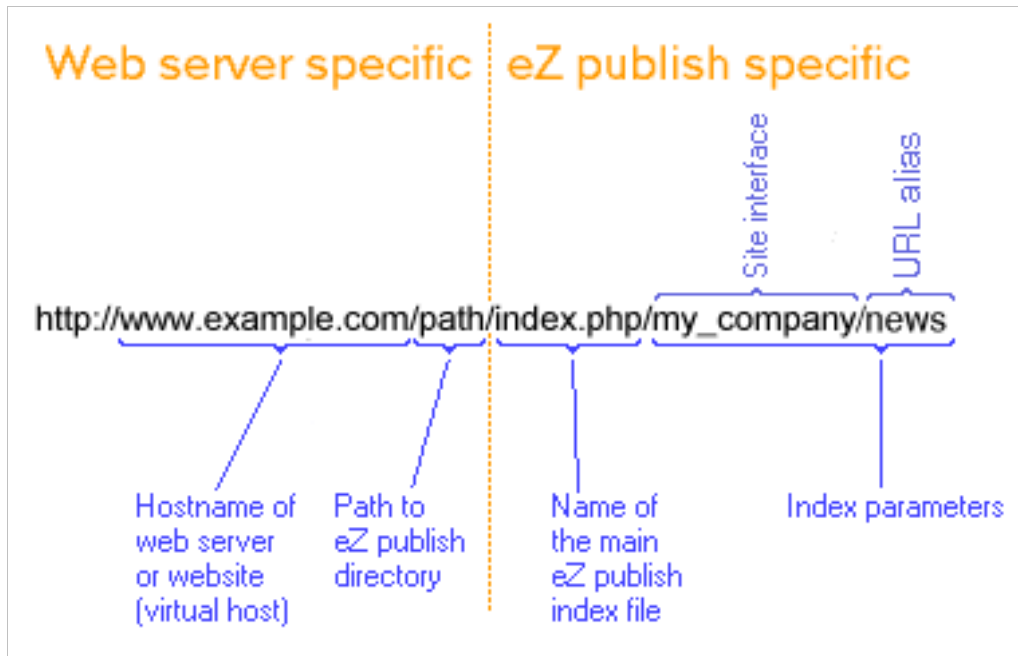 Web server specific
eZ publish specific
Site interface
URL alias
http://www.example.com/path/index.php/my_company/news
Hostname of
web server
or website
(virtual host)
Path to
eZ publish
directory
Name of
the main
eZ publish
index file
Index parameters